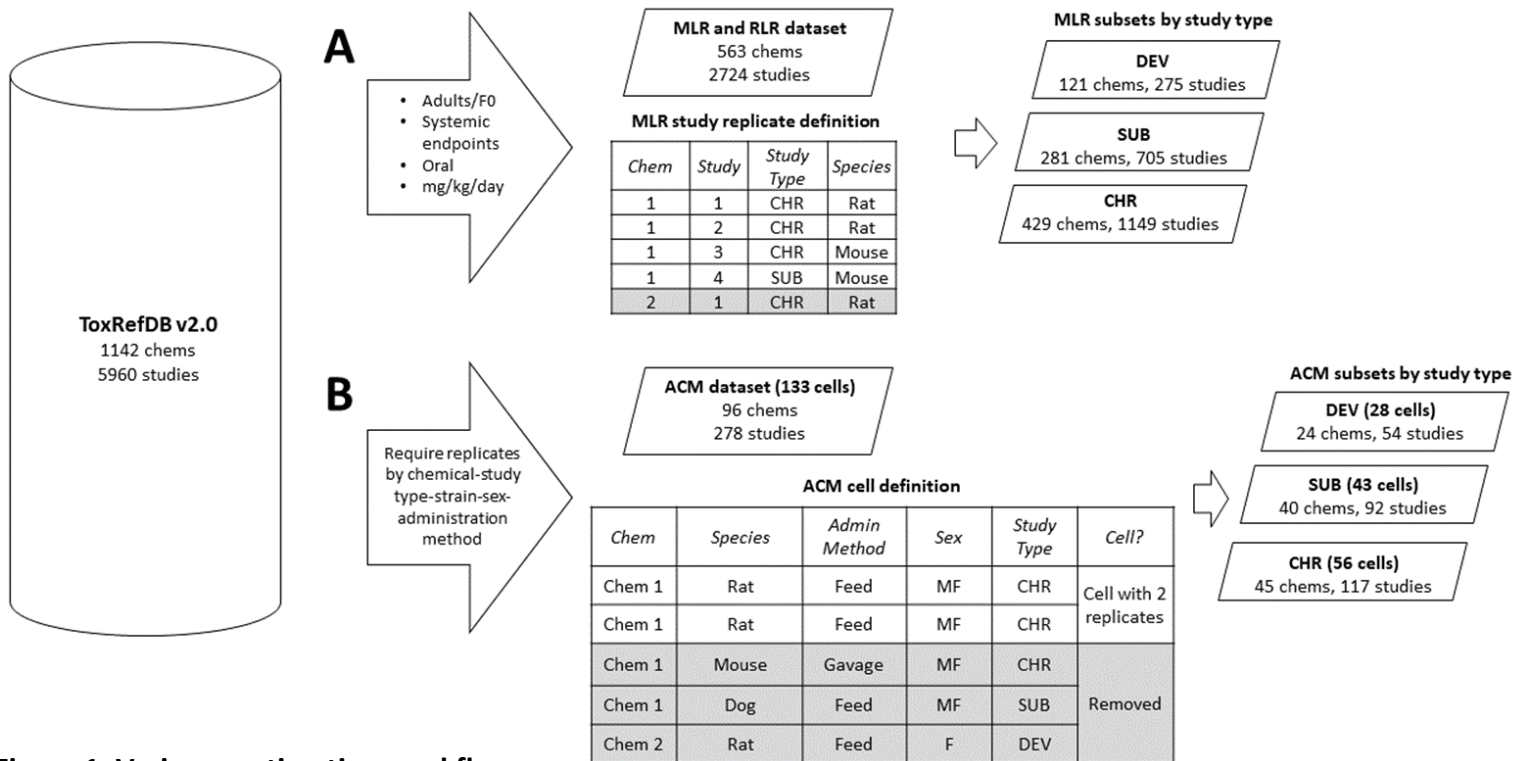 ToxRefDB v2.0
1142 chems
5960 studies
A
• Adults/F0
• Systemic
endpoints
• Oral
• mg/kg/day
MLR and RLR dataset
563 chems
2724 studies
MLR study replicate definition
Chem Study Study Type Species
1 1 CHR Rat
1 2 CHR Rat
1 3 CHR Mouse
1 4 SUB Mouse
2 1 CHR Rat
MLR subsets by study type
DEV
121 chems, 275 studies
SUB
281 chems, 705 studies
CHR
429 chems, 1149 studies
B
Require replicates
by chemical-study
type-strain-sex-
administration
method
ACM dataset (133 cells)
96 chems
278 studies
ACM cell definition
Chem Species Admin Method Sex Study Type Cell?
Chem 1 Rat Feed MF CHR Cell with 2
Chem 1 Rat Feed MF CHR replicates
Chem 1 Mouse Gavage MF CHR
Chem 1 Dog Feed MF SUB Removed
Chem 2 Rat Feed F DEV
ACM subsets by study type
DEV (28 cells)
24 chems, 54 studies
SUB (43 cells)
40 chems, 92 studies
CHR (56 cells)
45 chems, 117 studies